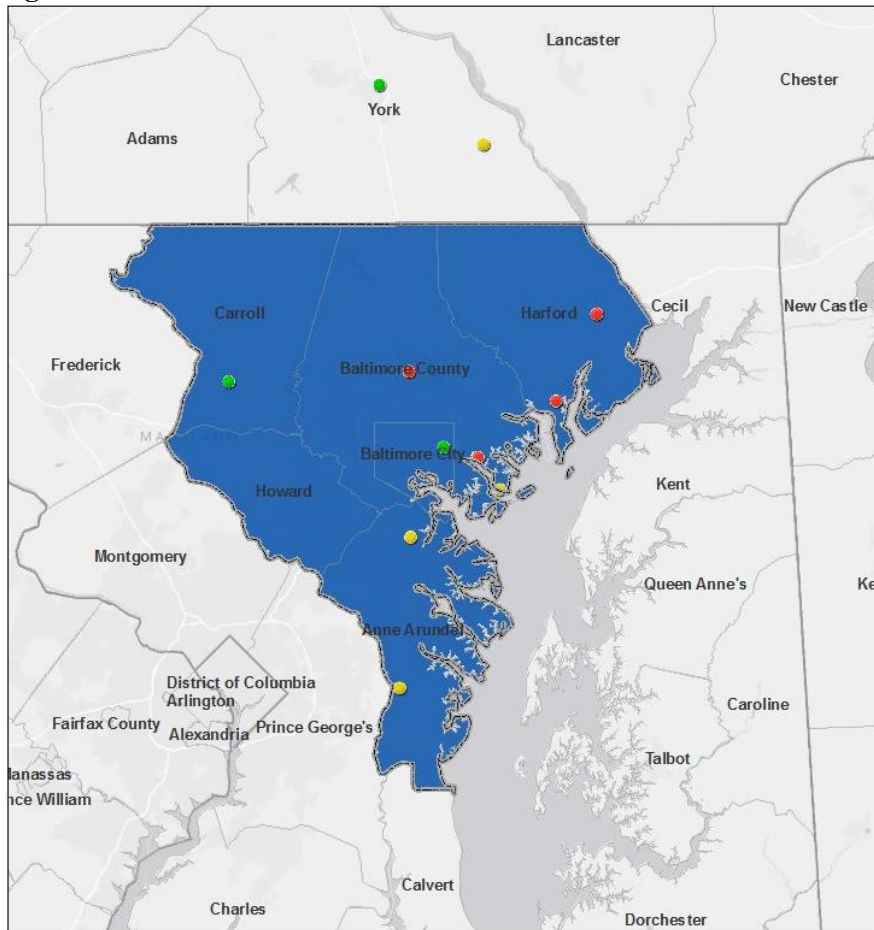 Lancaster
Chester
York
Adams
Carroll
Harford
Cecil
New Castle
Frederick
Baltimore County
MARYLAND
Baltimore City
Howard
Kent
Montgomery
Queen Anne's
Ke
Anne Arundel
District of Columbia
Arlington
Fairfax County
Alexandria
Prince George's
Caroline
Talbot
lanassas
nce William
Calvert
Charles
Dorchester